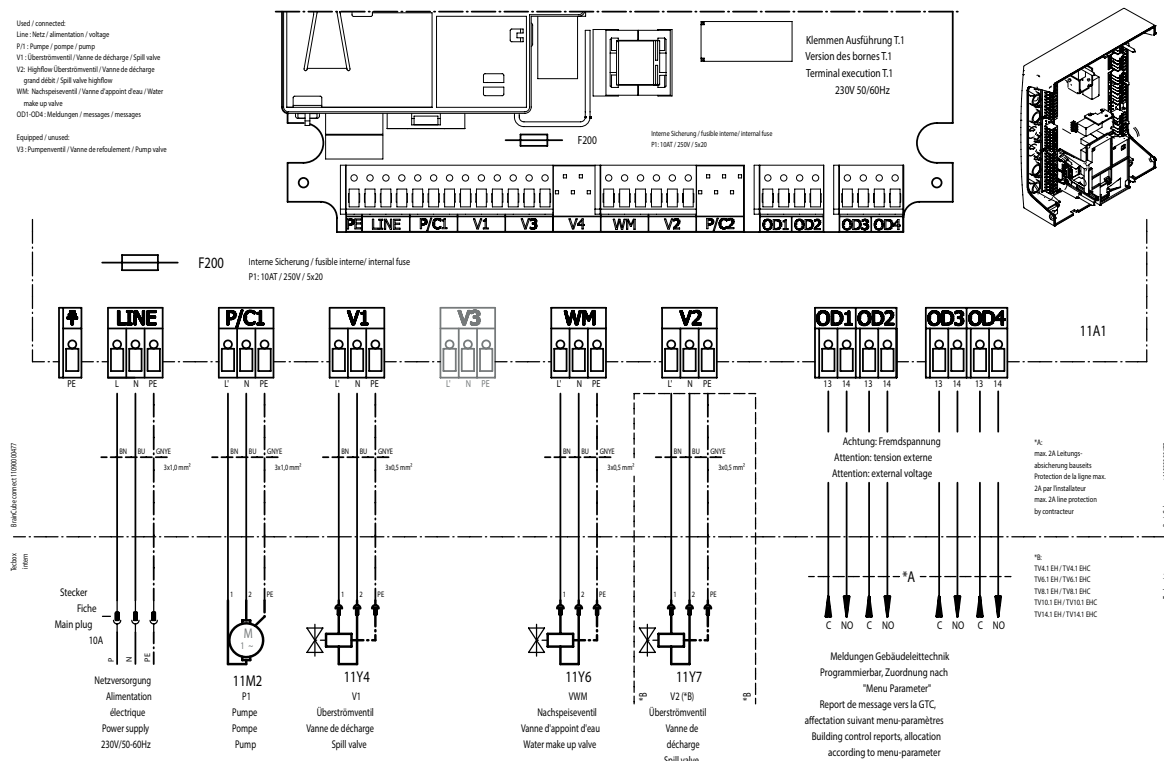 Used / connected:
Line : Netz / alimentation / voltage
P/1 : Pumpe / pompe / pump
V1 : Überströmventil / Vanne de décharge / Spill valve
V2: Highflow Überströmventil / Vanne de décharge
grand débit / Spill valve highflow
WM: Nachspeiseventil / Vanne d'appoint d'eau / Water
make up valve
OD1-OD4 : Meldungen / messages / messages
Equipped / unused:
V3 : Pumpenventil / Vanne de refoulement / Pump valve
Klemmen Ausführung T.1
Version des bornes T.1
Terminal execution T.1
230V 50/60Hz
F200
Interne Sicherung / fusible interne/ internal fuse
P1: 10AT / 250V / 5x20
PE LINE P/C1 V1 V3 V4 WM V2 P/C2 OD1 OD2 OD3 OD4
F200
Interne Sicherung / fusible interne/ internal fuse
P1: 10AT / 250V / 5x20
LINE P/C1 V1 V3 WM V2 OD1 OD2 OD3 OD4
11A1
PE L N PE L' N PE L' N PE L' N PE L' N PE L' N PE 13 14 13 14 13 14 13 14
BN BU GNYE BN BU GNYE BN BU GNYE BN BU GNYE BN BU GNYE
3x1,0 mm² 3x1,0 mm² 3x0,5 mm² 3x0,5 mm² 3x0,5 mm²
Achtung: Fremdspannung
Attention: tension externe
Attention: external voltage
*A:
max. 2A Leitungs-
absicherung bauseits
Protection de la ligne max.
2A par l'installateur
max. 2A line protection
by contracteur
BrainCube connect 11090 00477
Tecbox
intern
*B:
TV4.1 EH / TV4.1 EHC
TV6.1 EH / TV6.1 EHC
TV8.1 EH / TV8.1 EHC
TV10.1 EH / TV10.1 EHC
TV14.1 EH / TV14.1 EHC
*A
Stecker
Fiche
Main plug
10A
P N PE
1 2 PE 1 2 PE 1 2 PE 1 2 PE
M
1 ~
C NO C NO C NO C NO
Netzversorgung
Alimentation
électrique
Power supply
230V/50-60Hz
11M2
P1
Pumpe
Pompe
Pump
11Y4
V1
Überströmventil
Vanne de décharge
Spill valve
11Y6
VWM
Nachspeiseventil
Vanne d'appoint d'eau
Water make up valve
*B
11Y7
*B
V2 (*B)
Überströmventil
Vanne de
décharge
Spill valve
Meldungen Gebäudeleittechnik
Programmierbar, Zuordnung nach
"Menu Parameter"
Report de message vers la GTC,
affectation suivant menu-paramètres
Building control reports, allocation
according to menu-parameter